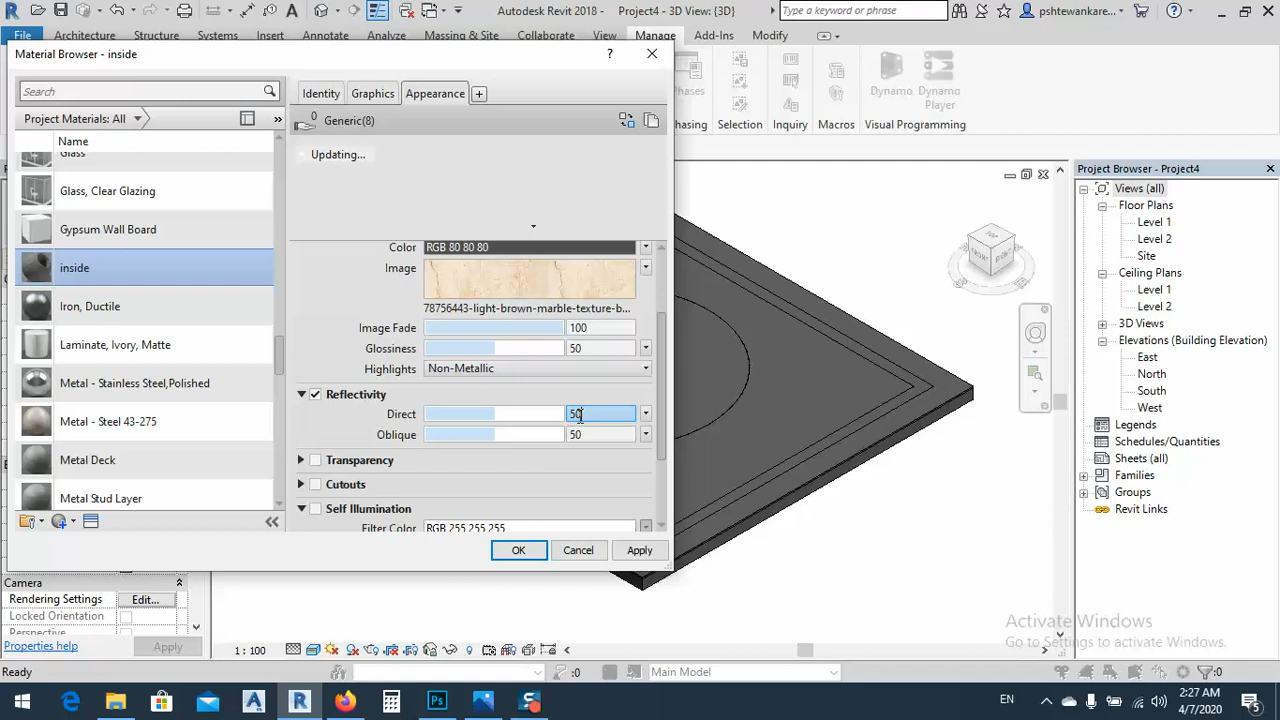 Autodesk Revit 2018 -
Project4 - 3D View: {3D}
Type a keyword or phrase
pshtewankare...
File
Architecture
Structure
Systems
Insert
Annotate
Analyze
Massing & Site
Collaborate
View
Manage
Add-Ins
Modify
Material Browser - inside
Search
Project Materials: All
Name
Glass
Glass, Clear Glazing
Gypsum Wall Board
inside
Iron, Ductile
Laminate, Ivory, Matte
Metal - Stainless Steel,Polished
Metal - Steel 43-275
Metal Deck
Metal Stud Layer
Identity
Graphics
Appearance
0
Generic(8)
Updating...
Color RGB 80 80 80
Image
78756443-light-brown-marble-texture-b...
Image Fade 100
Glossiness 50
Highlights Non-Metallic
Reflectivity
Direct 50
Oblique 50
Transparency
Cutouts
Self Illumination
Filter Color RGB 255 255 255
OK
Cancel
Apply
Phases
Selection
Inquiry
Macros
Dynamo
Dynamo
Player
Visual Programming
TOP
FRONT
RIGHT
Project Browser - Project4
Views (all)
Floor Plans
Level 1
Level 2
Site
Ceiling Plans
Level 1
Level 2
3D Views
Elevations (Building Elevation)
East
North
South
West
Legends
Schedules/Quantities
Sheets (all)
Families
Groups
Revit Links
Camera
Rendering Settings Edit...
Locked Orientation
Perspective
Properties help
Apply
1 : 100
Activate Windows
Go to Settings to activate Windows.
Ready
:0
Main Model
:0
EN
2:27 AM
4/7/2020
5